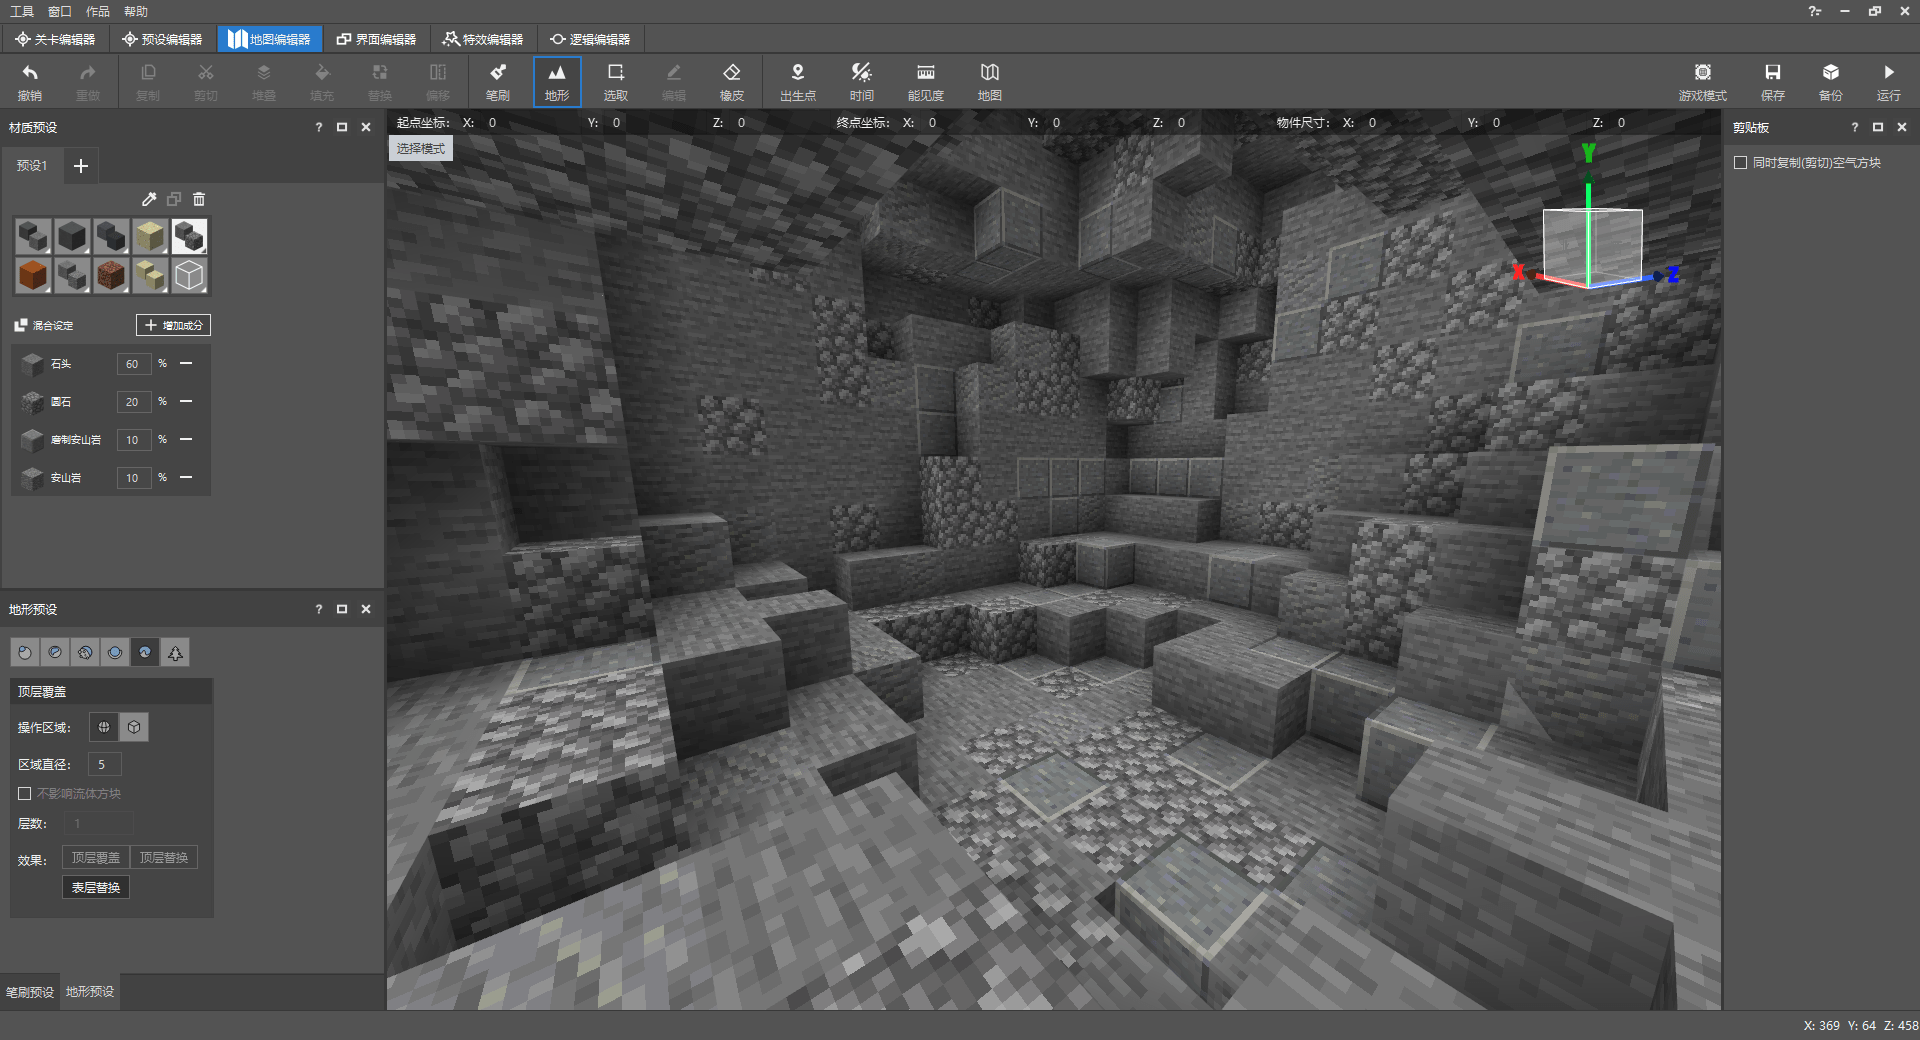 工具 窗口 作品 帮助
关卡编辑器 预设编辑器 地图编辑器 界面编辑器 特效编辑器 逻辑编辑器
撤销 重做 复制 剪切 堆叠 填充 替换 偏移 笔刷 地形 选取 编辑 橡皮 出生点 时间 能见度 地图 游戏模式 保存 备份 运行
材质预设 ?
起点坐标: X: 0 Y: 0 Z: 0 终点坐标: X: 0 Y: 0 Z: 0 物件尺寸: X: 0 Y: 0 Z: 0
剪贴板 ?
选择模式
同时复制(剪切)空气方块
预设1
Y
X
Z
混合设定 增加成分
石头 60 %
圆石 20 %
磨制安山岩 10 %
安山岩 10 %
地形预设 ?
顶层覆盖
操作区域:
区域直径: 5
不影响流体方块
层数: 1
效果: 顶层覆盖 顶层替换
表层替换
笔刷预设 地形预设
X: 369 Y: 64 Z: 458